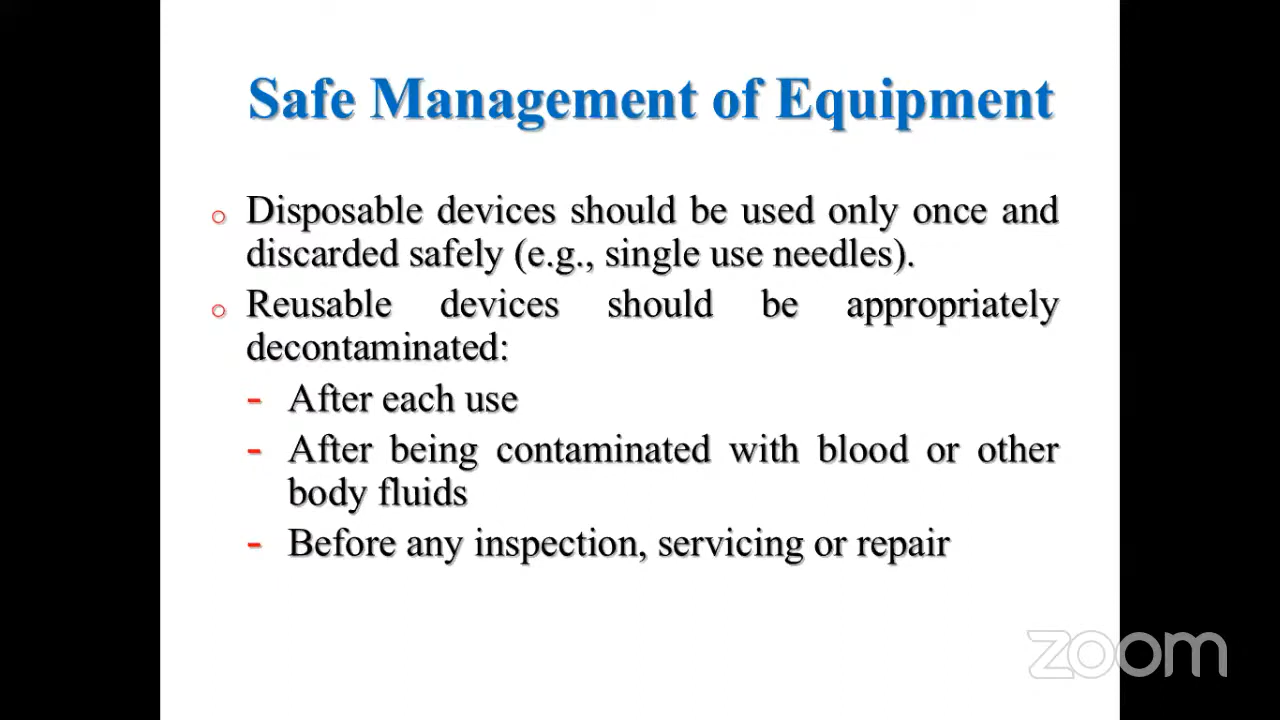 Safe Management of Equipment
o Disposable devices should be used only once and
discarded safely (e.g., single use needles).
o Reusable devices should be appropriately
decontaminated:
- After each use
- After being contaminated with blood or other
body fluids
- Before any inspection, servicing or repair
zoom